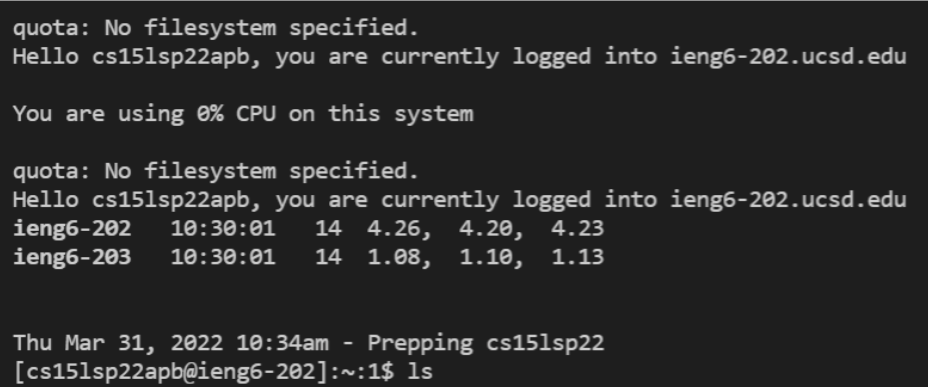 quota: No filesystem specified.
Hello cs15lsp22apb, you are currently logged into ieng6-202.ucsd.edu
You are using 0% CPU on this system
quota: No filesystem specified.
Hello cs15lsp22apb, you are currently logged into ieng6-202.ucsd.edu
ieng6-202   10:30:01   14  4.26,  4.20,  4.23
ieng6-203   10:30:01   14  1.08,  1.10,  1.13
Thu Mar 31, 2022 10:34am - Prepping cs15lsp22
[cs15lsp22apb@ieng6-202]:~:1$ ls